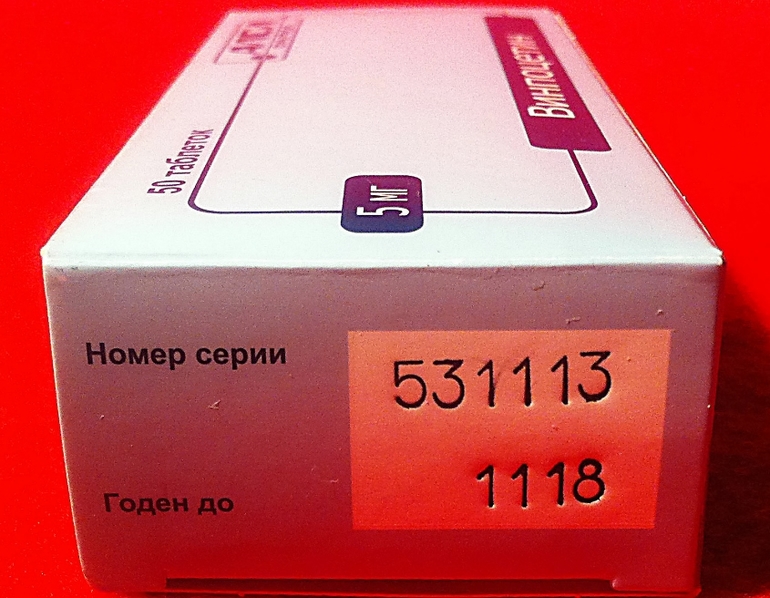 Винпоцетин
50 таблеток
5 мг
Номер серии 531113
Годен до 1118